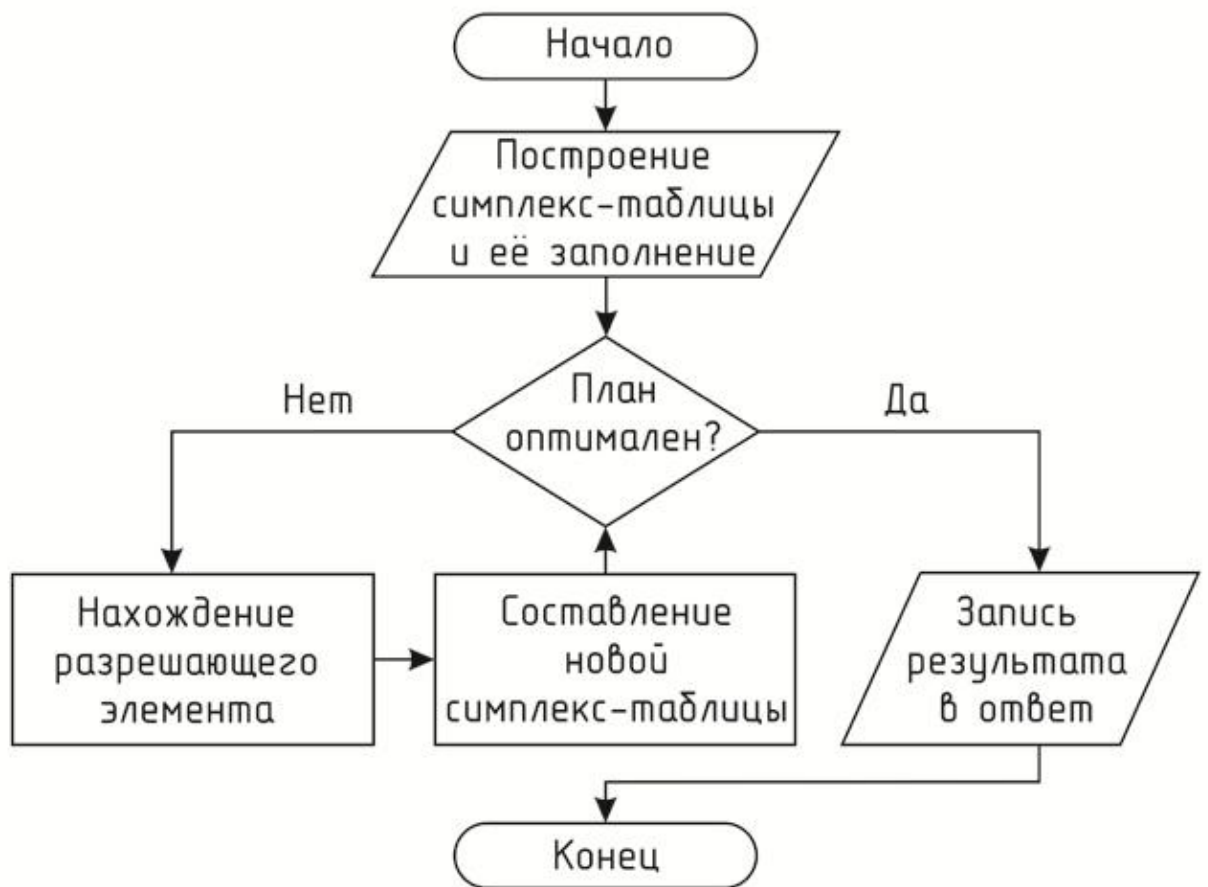 Начало
Построение
симплекс-таблицы
и её заполнение
План
оптимален?
Нет
Да
Нахождение
разрешающего
элемента
Составление
новой
симплекс-таблицы
Запись
результата
в ответ
Конец